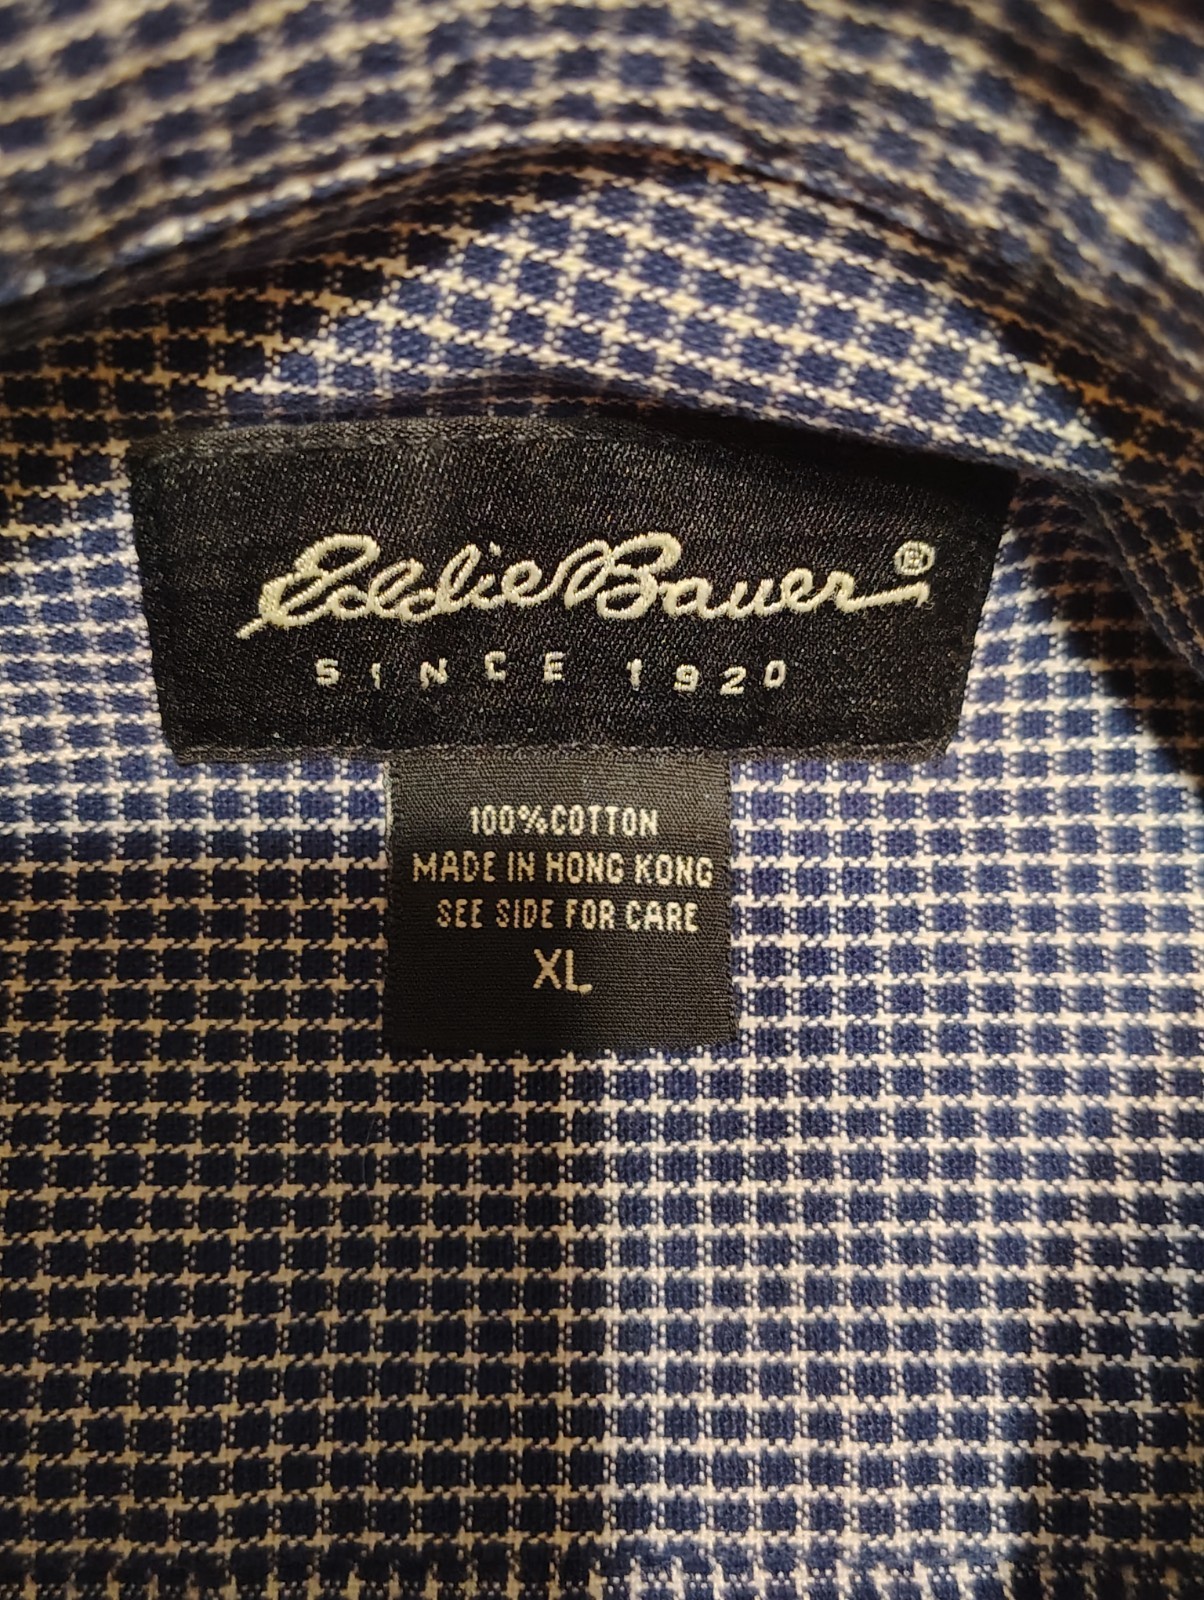 Eddie Bauer®
SINCE 1920
100%COTTON
MADE IN HONG KONG
SEE SIDE FOR CARE
XL